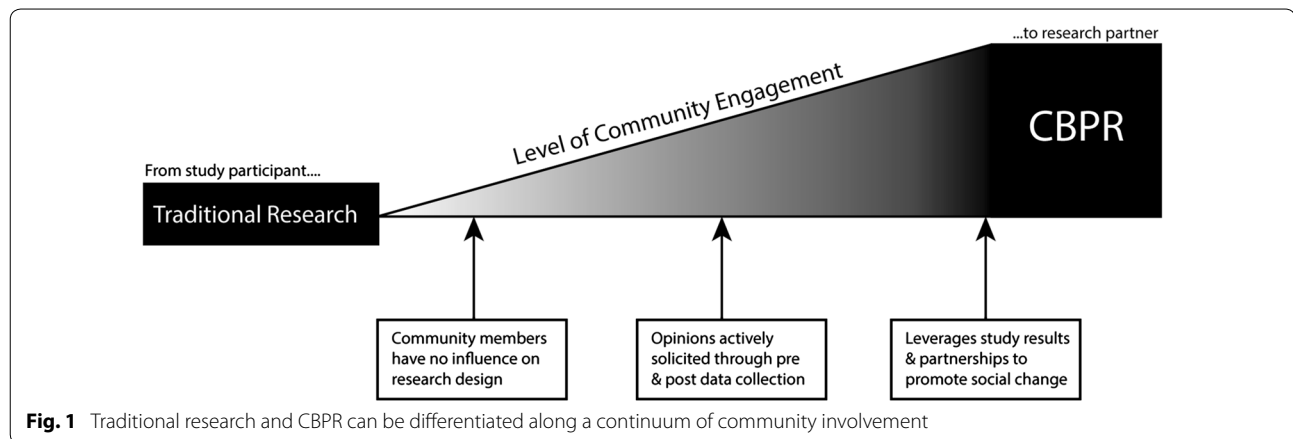 ...to research partner
Level of Community Engagement
CBPR
From study participant....
Traditional Research
Community members
have no influence on
research design
Opinions actively
solicited through pre
& post data collection
Leverages study results
& partnerships to
promote social change
Fig. 1 Traditional research and CBPR can be differentiated along a continuum of community involvement